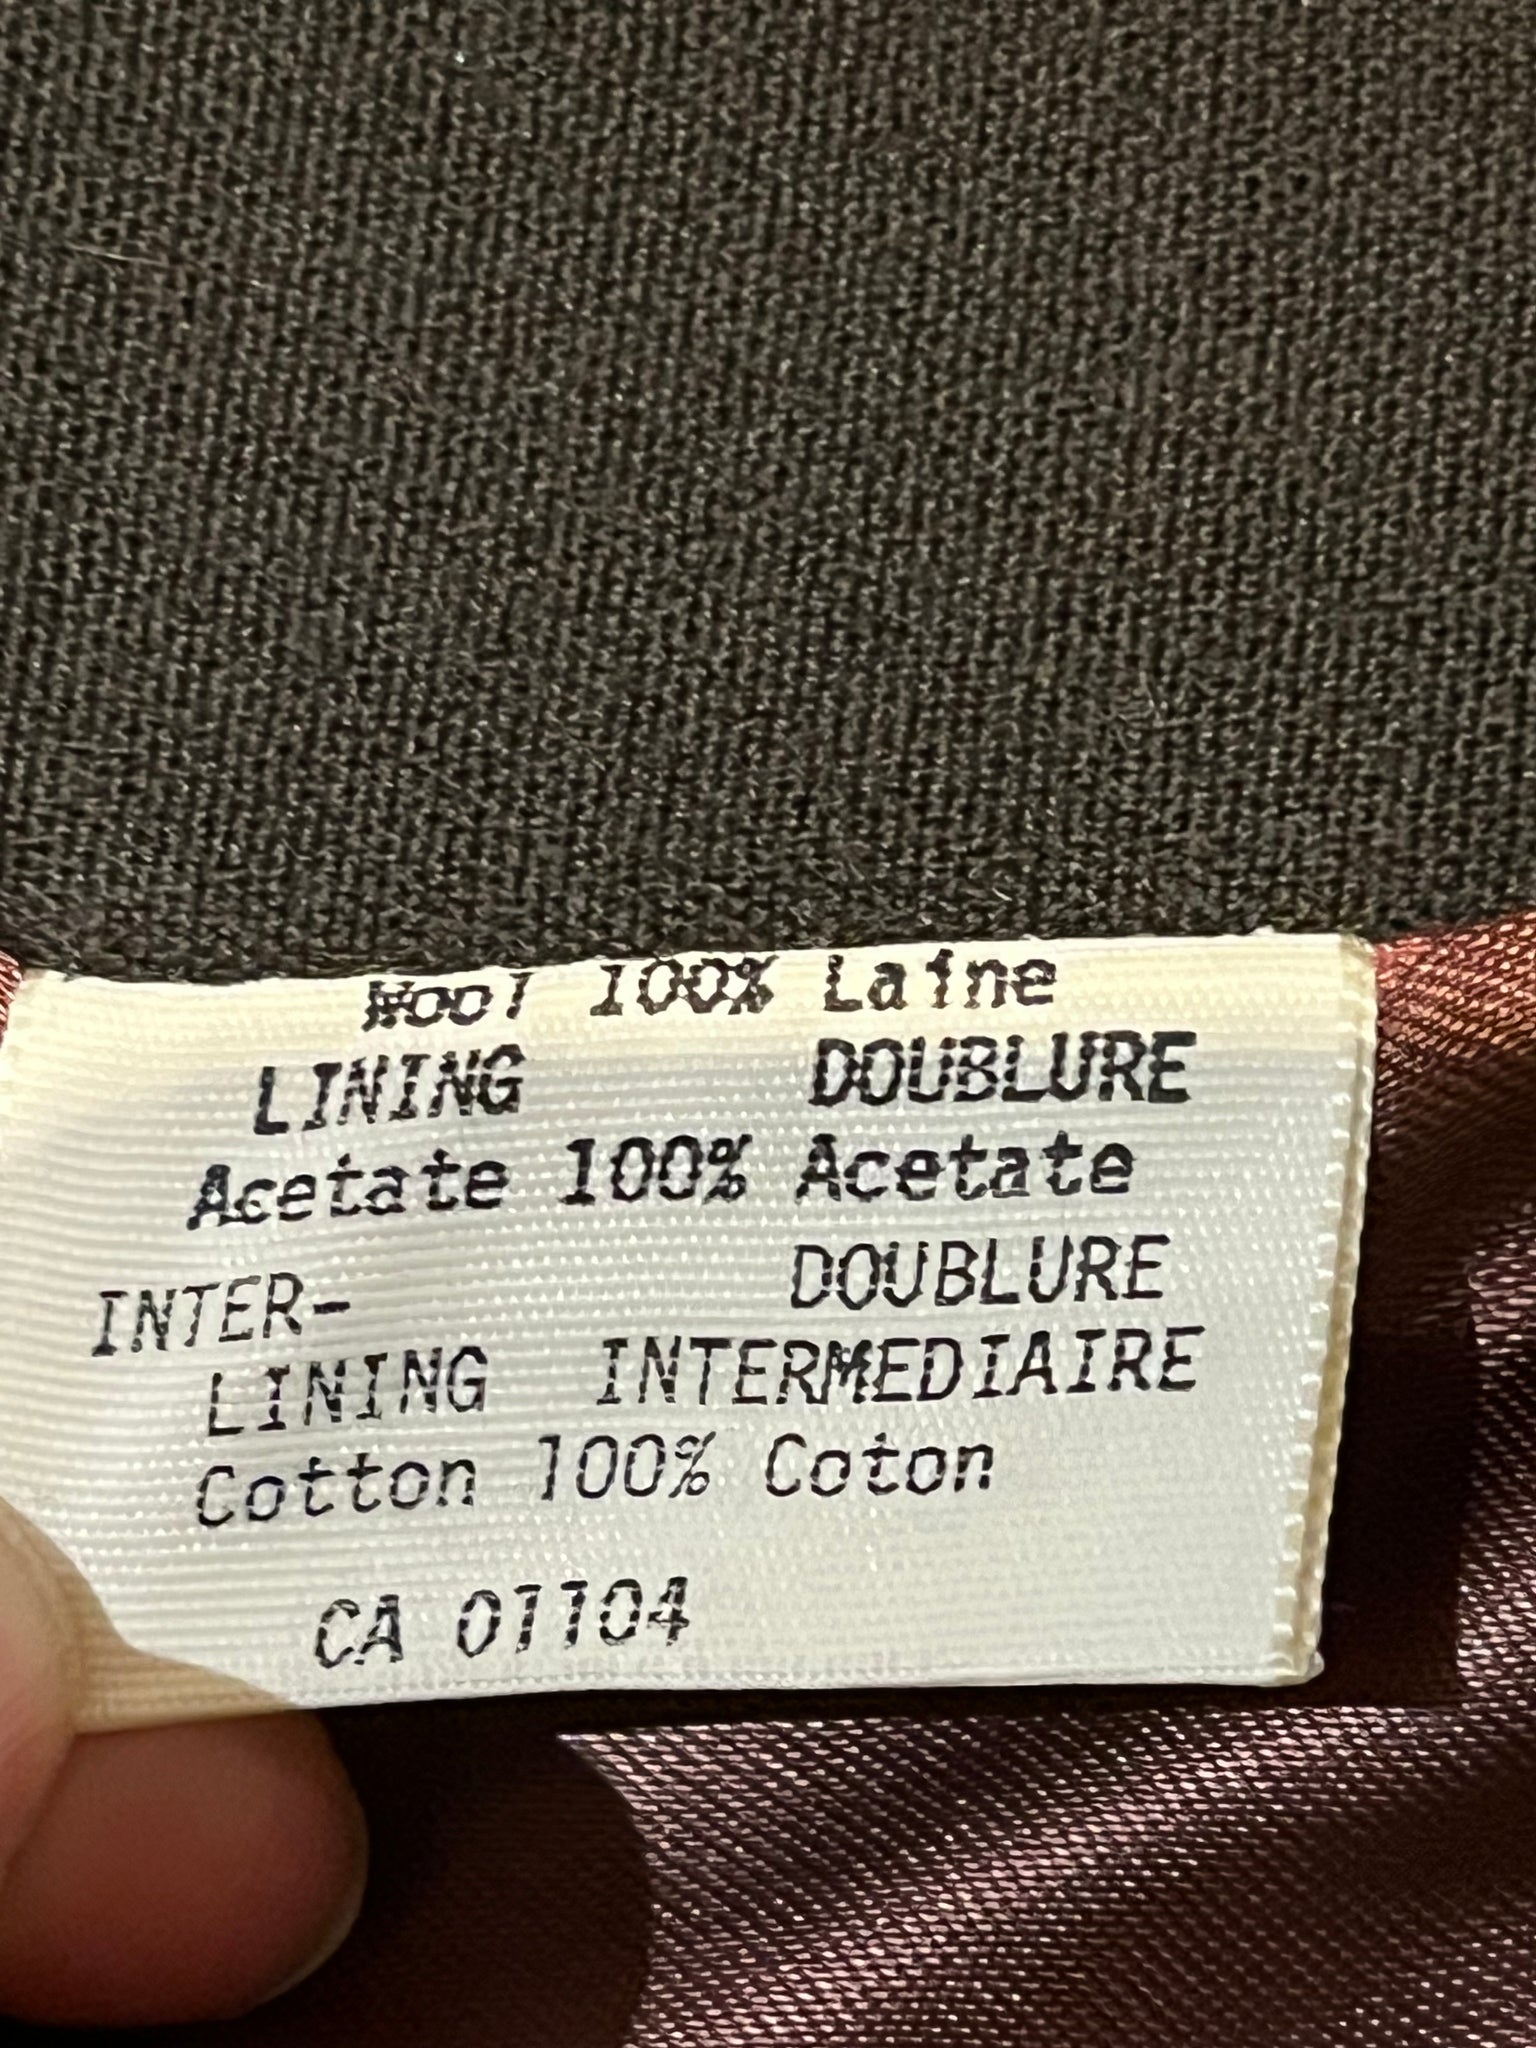 Wool 100% Laine
LINING DOUBLURE
Acetate 100% Acetate
INTER- DOUBLURE
LINING INTERMEDIAIRE
Cotton 100% Coton
CA 01104